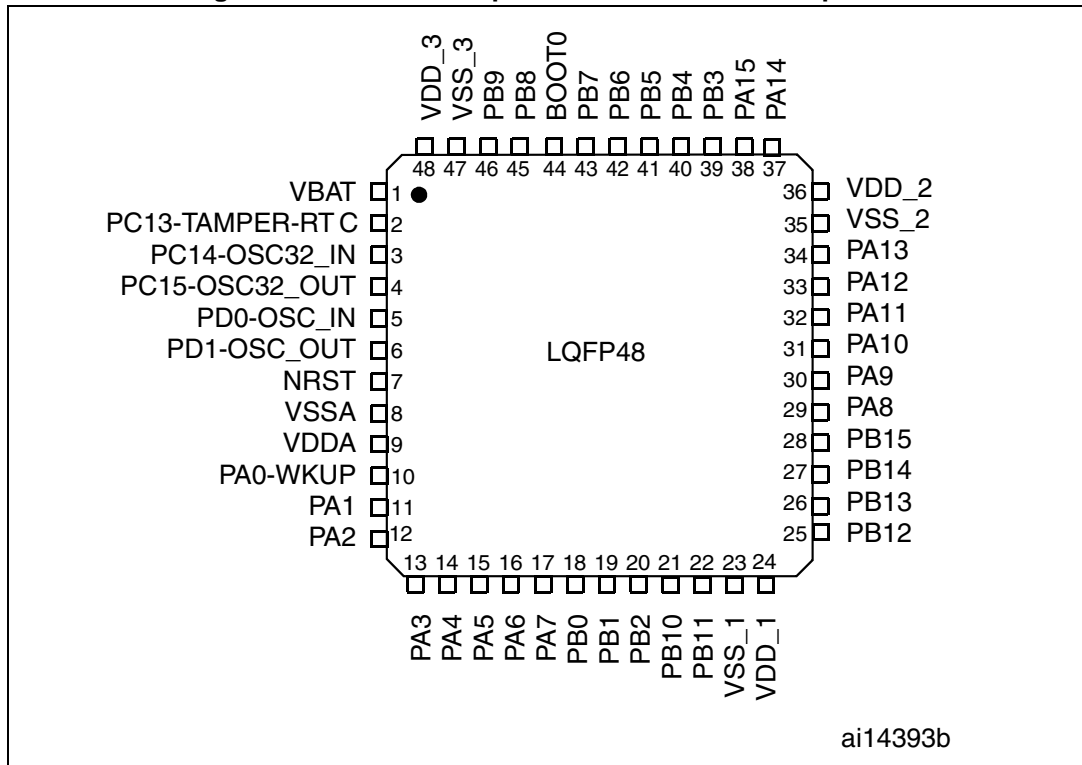 VDD_3
VSS_3
PB9
PB8
BOOT0
PB7
PB6
PB5
PB4
PB3
PA15
PA14
48 47 46 45 44 43 42 41 40 39 38 37
VBAT 1
PC13-TAMPER-RTC 2
PC14-OSC32_IN 3
PC15-OSC32_OUT 4
PD0-OSC_IN 5
PD1-OSC_OUT 6
NRST 7
VSSA 8
VDDA 9
PA0-WKUP 10
PA1 11
PA2 12
LQFP48
36 VDD_2
35 VSS_2
34 PA13
33 PA12
32 PA11
31 PA10
30 PA9
29 PA8
28 PB15
27 PB14
26 PB13
25 PB12
13 14 15 16 17 18 19 20 21 22 23 24
PA3
PA4
PA5
PA6
PA7
PB0
PB1
PB2
PB10
PB11
VSS_1
VDD_1
ai14393b